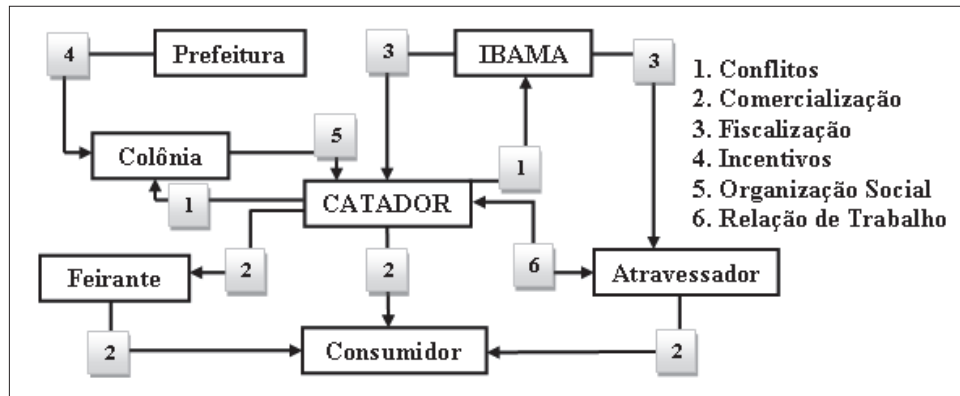 Prefeitura
IBAMA
4
3
3
1. Conflitos
2. Comercialização
3. Fiscalização
4. Incentivos
5. Organização Social
6. Relação de Trabalho
Colônia
5
1
CATADOR
1
Feirante
2
2
6
Atravessador
2
Consumidor
2